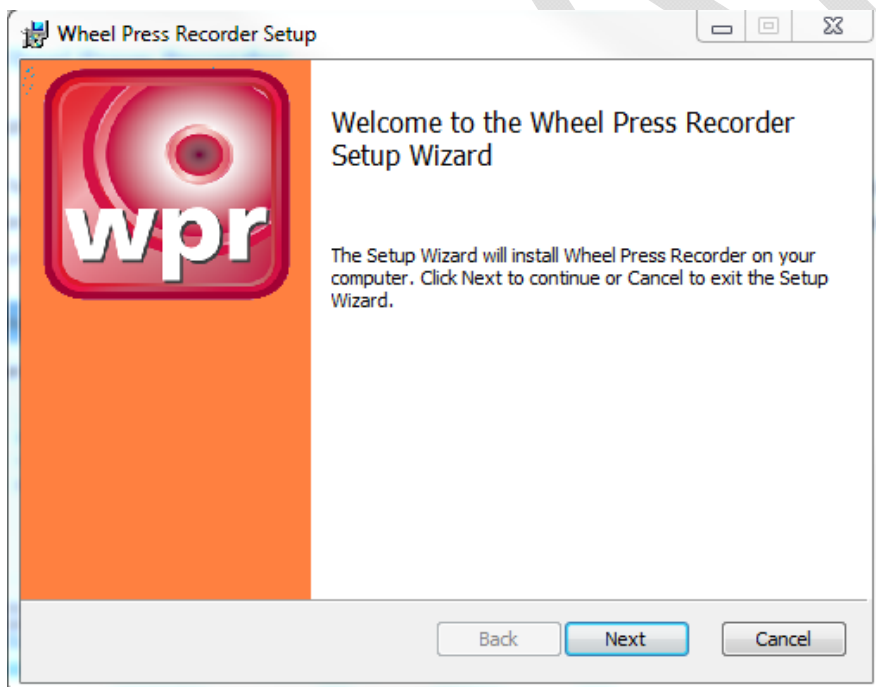 Wheel Press Recorder Setup
wpr
Welcome to the Wheel Press Recorder
Setup Wizard
The Setup Wizard will install Wheel Press Recorder on your
computer. Click Next to continue or Cancel to exit the Setup
Wizard.
Back Next Cancel